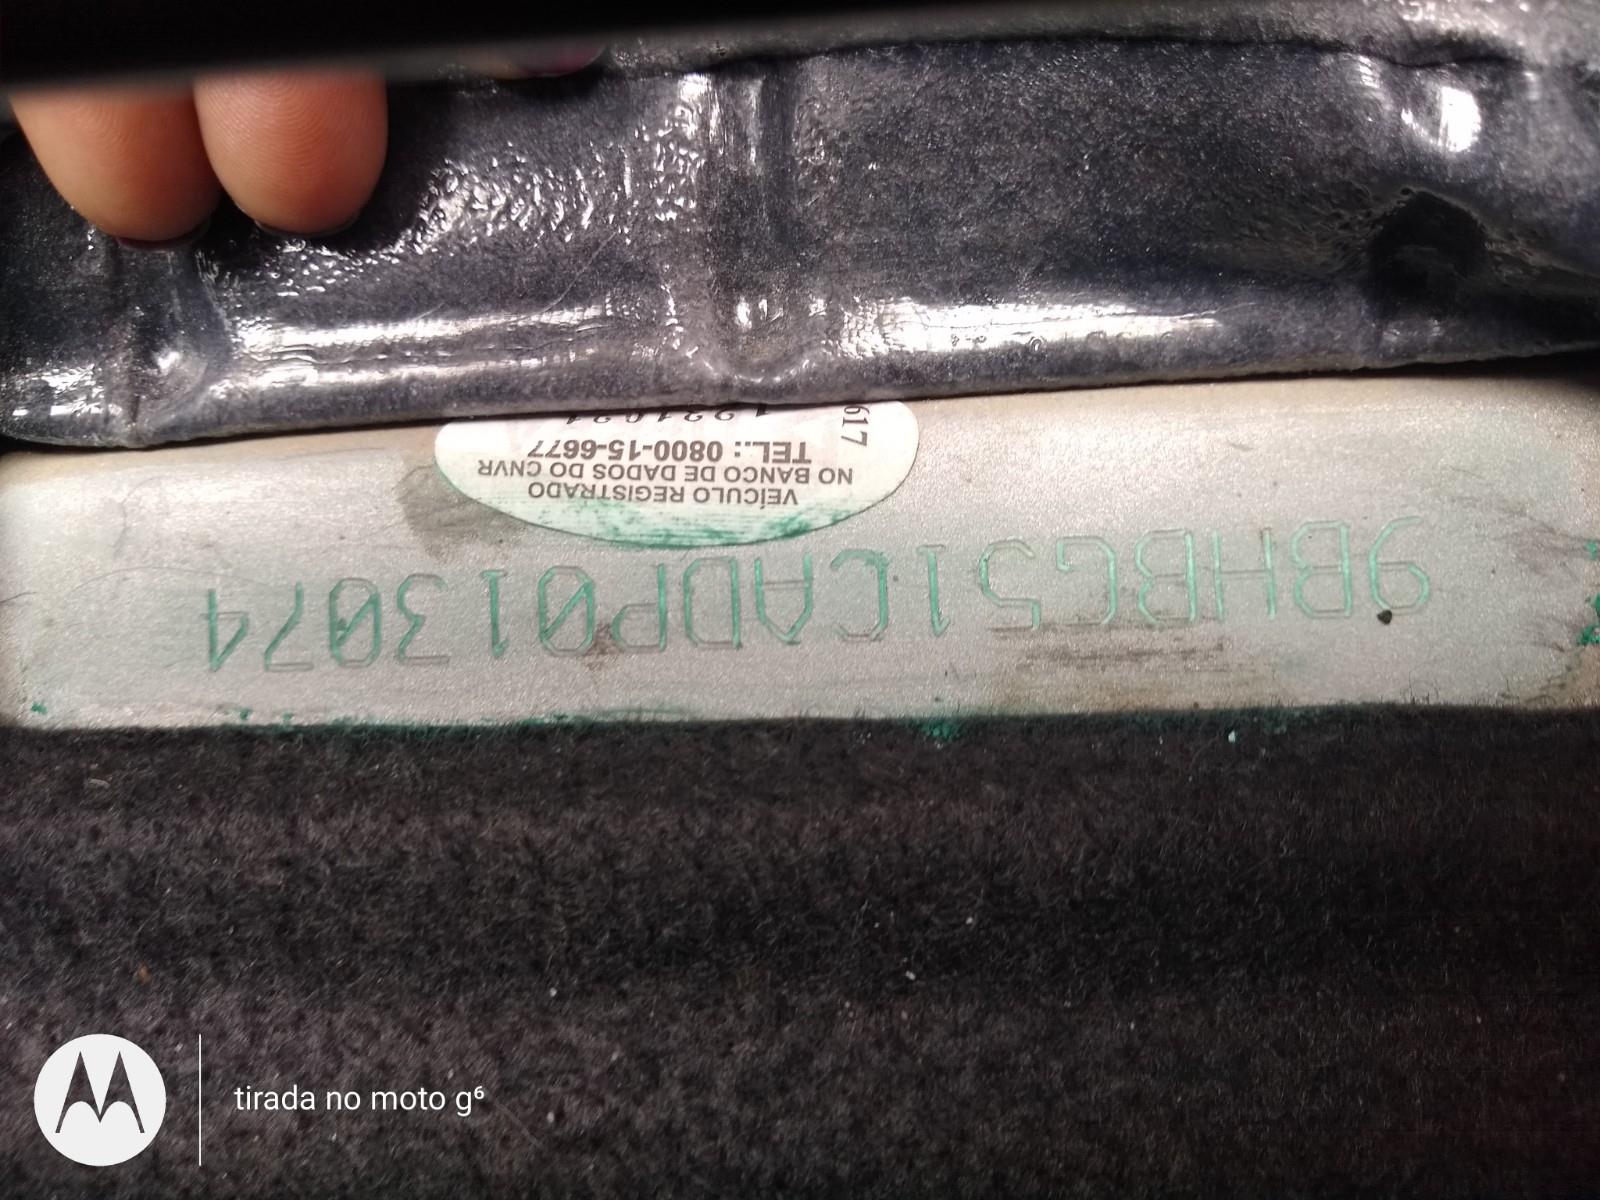 9BHBG51CADP013074
VEÍCULO REGISTRADO
NO BANCO DE DADOS DO CNVR
TEL.: 0800-15-6677
617
tirada no moto g⁶